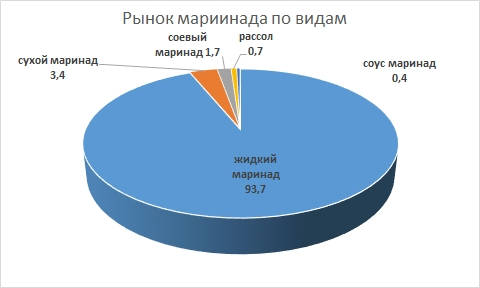 Рынок мариинада по видам
соевый
маринад 1,7
рассол
0,7
сухой маринад
3,4
соус маринад
0,4
жидкий
маринад
93,7